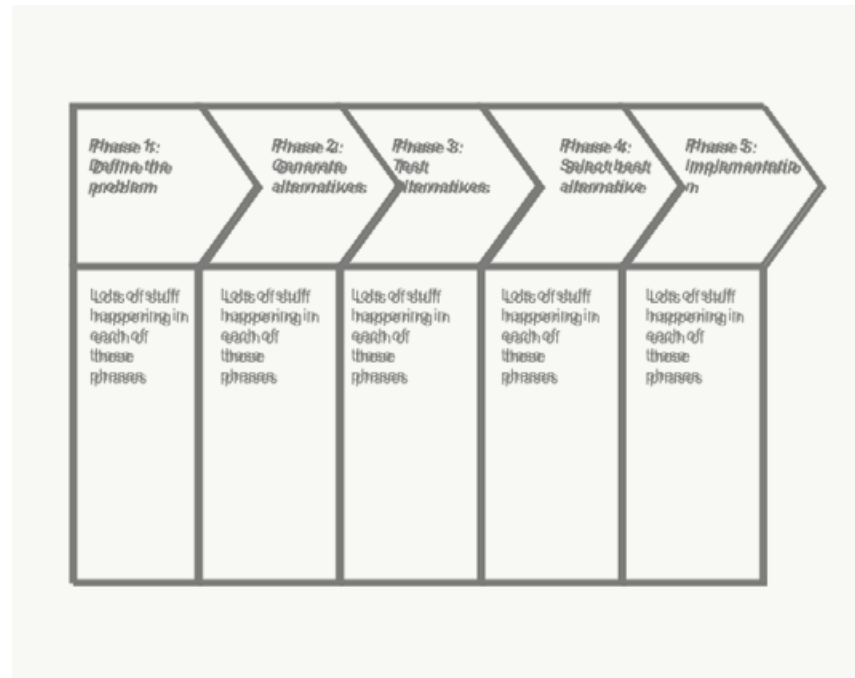 Phase 1:
Define the
problem
Phase 2:
Generate
alternatives
Phase 3:
Test
alternatives
Phase 4:
Select best
alternative
Phase 5:
Implementatio
n
Lots of stuff
happening in
each of
these
phases
Lots of stuff
happening in
each of
these
phases
Lots of stuff
happening in
each of
these
phases
Lots of stuff
happening in
each of
these
phases
Lots of stuff
happening in
each of
these
phases